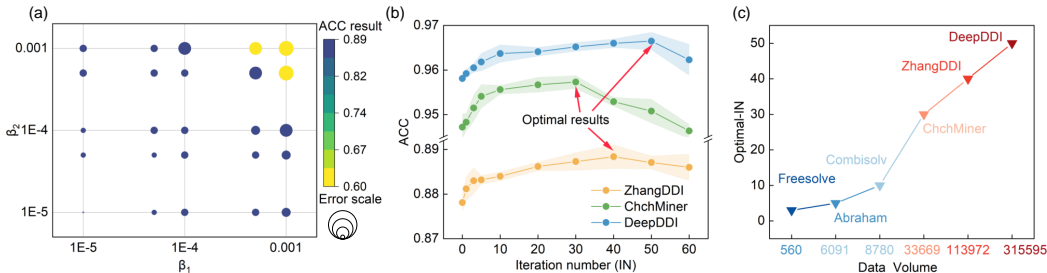 (a)
ACC result
0.001
0.89
0.82
0.74
0.67
0.60
β2
1E-4
1E-5
Error scale
1E-5
1E-4
0.001
β1
(b)
0.97
0.96
0.95
0.89
0.88
0.87
ACC
Optimal results
ZhangDDI
ChchMiner
DeepDDI
0 10 20 30 40 50 60
Iteration number (IN)
(c)
50
40
30
20
10
0
Optimal-IN
DeepDDI
ZhangDDI
ChchMiner
Combisolv
Freesolve
Abraham
560 6091 8780 33669 113972 315595
Data Volume